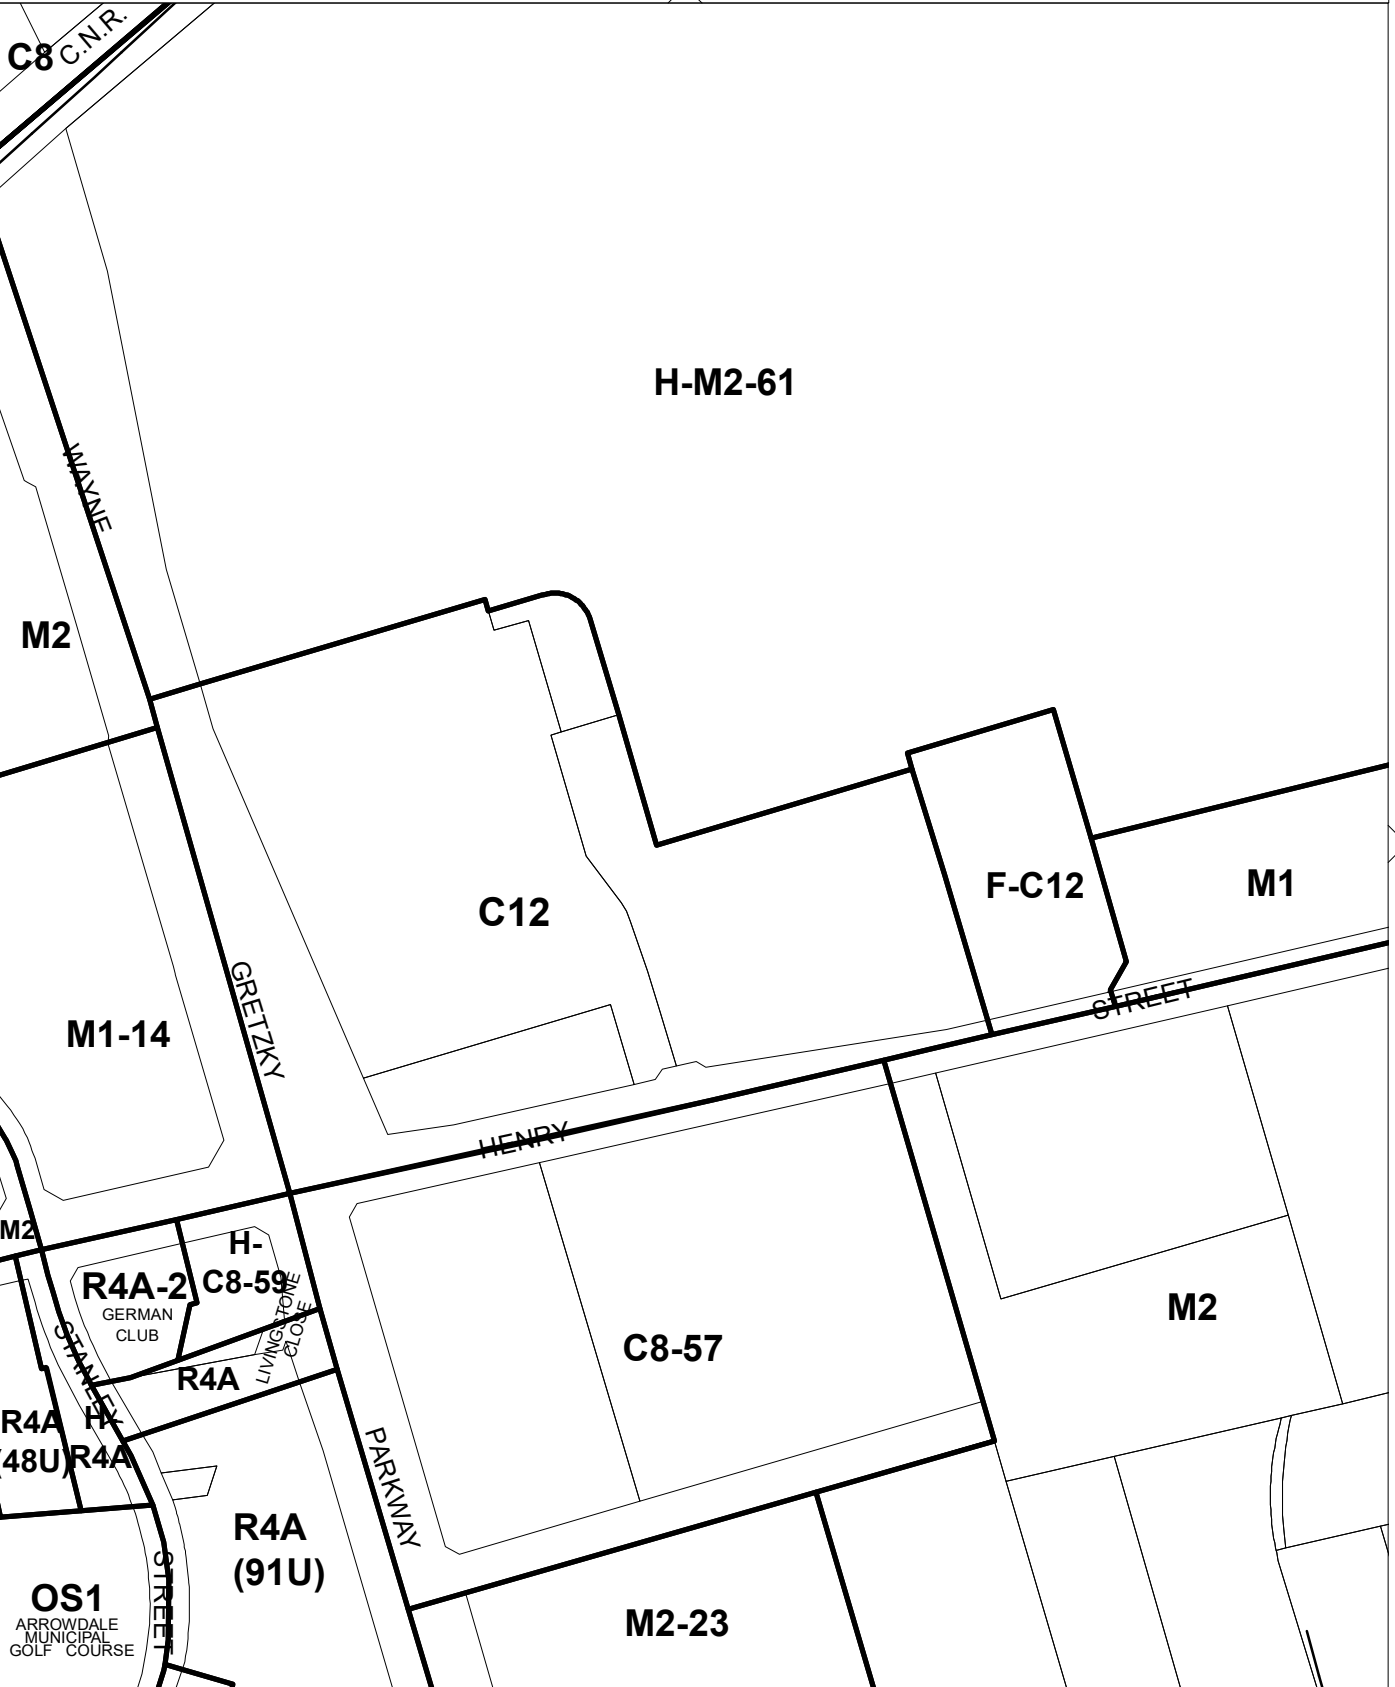 C8
C.N.R.
H-M2-61
WAYNE
M2
C12
F-C12
M1
GRETZKY
M1-14
STREET
HENRY
M2
H-
C8-59
R4A-2
GERMAN
CLUB
LIVINGSTONE
CLOSE
M2
STANLEY
C8-57
R4A
R4A
(48U)
H-
R4A
PARKWAY
R4A
(91U)
STREET
OS1
ARROWDALE
MUNICIPAL
GOLF COURSE
M2-23